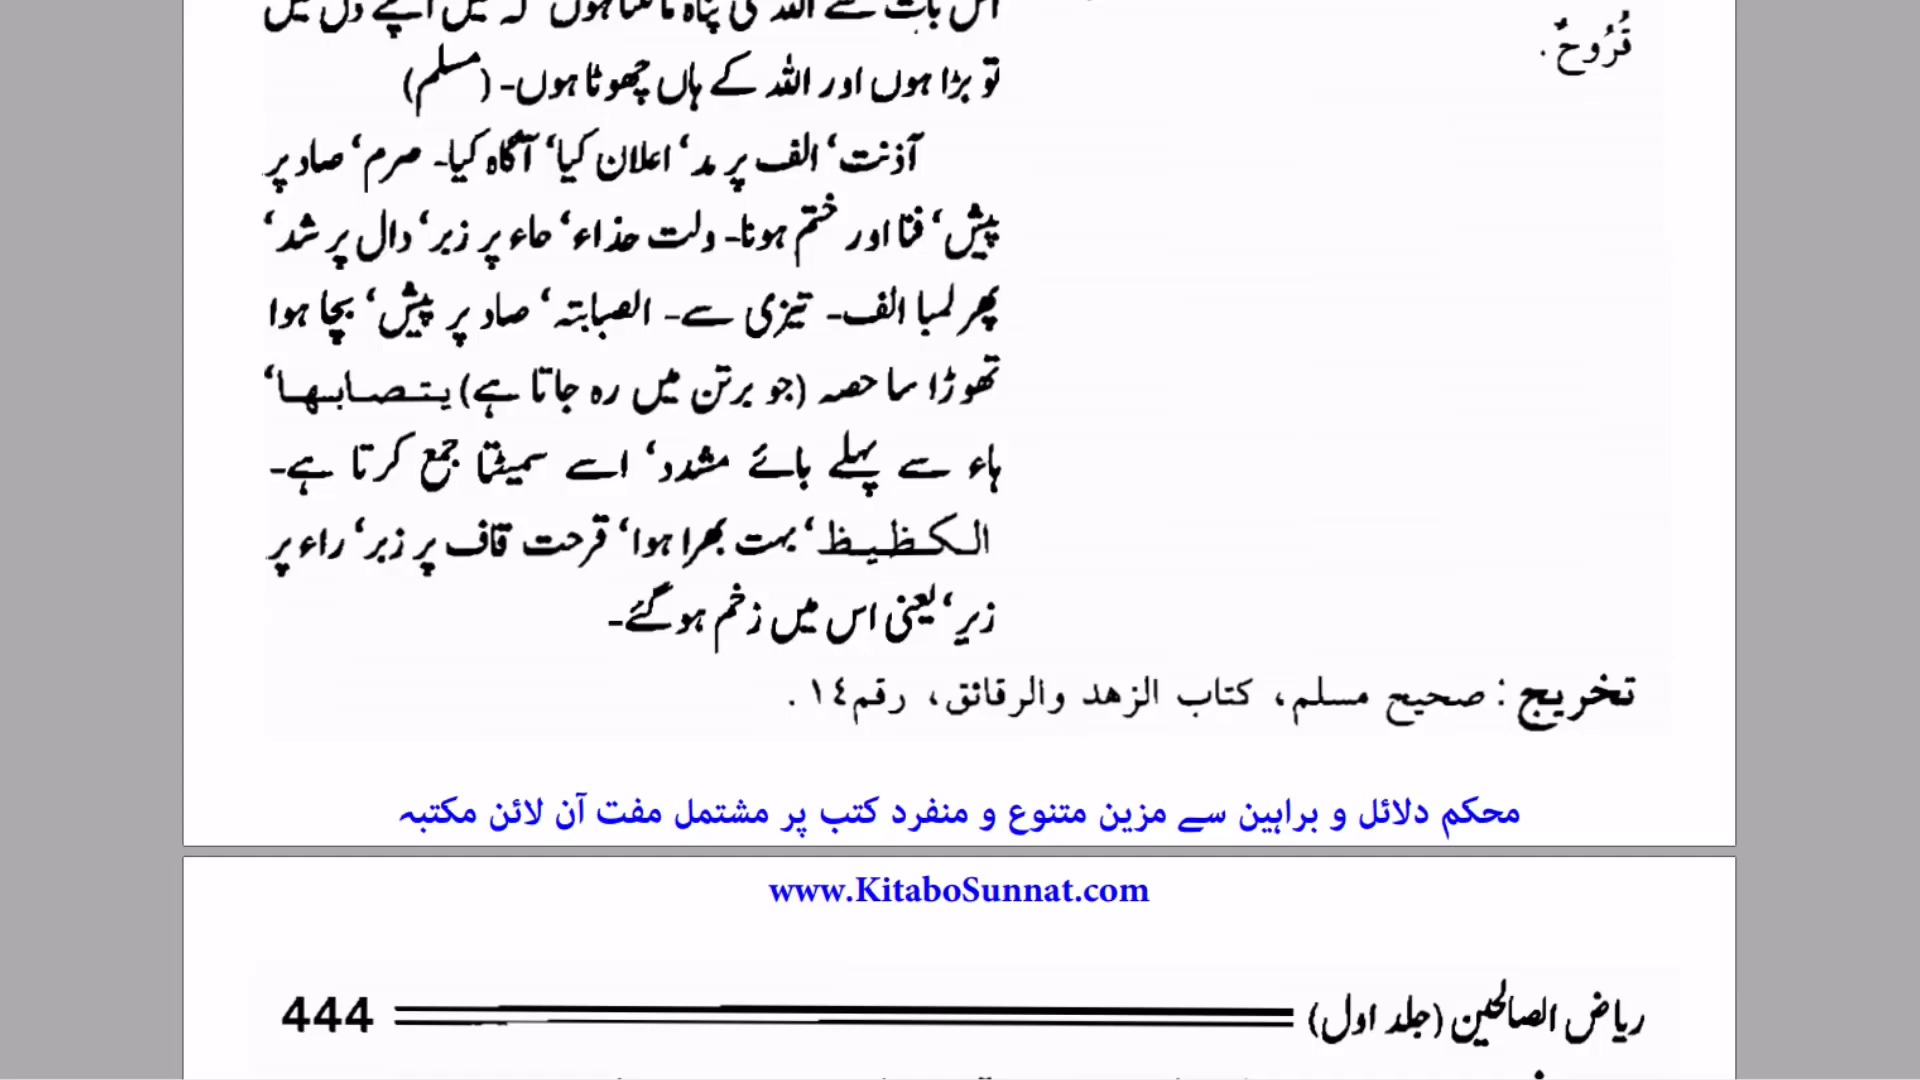 قُرُوحٌ.
اس بات سے اللہ کی پناہ مانگتا ہوں کہ میں اپنے دل میں
تو بڑا ہوں اور اللہ کے ہاں چھوٹا ہوں۔ (مسلم)
آذنت‘ الف پر مد‘ اعلان کیا‘ آگاہ کیا۔ صرم‘ صاد پر
پیش‘ فنا اور ختم ہونا۔ ولت حذاء‘ حاء پر زبر‘ دال پر شد‘
پھر لمبا الف۔ تیزی سے۔ الصبابتہ‘ صاد پر پیش‘ بچا ہوا
تھوڑا سا حصہ (جو برتن میں رہ جاتا ہے) یتصابها‘
ہاء سے پہلے بائے مشدد‘ اسے سمیٹتا جمع کرتا ہے۔
الکظیظ‘ بہت بھرا ہوا‘ قرحت قاف پر زبر‘ راء پر
زیر‘ یعنی اس میں زخم ہوگئے۔
تخريج: صحيح مسلم، كتاب الزهد والرقائق، رقم١٤.
محکم دلائل و براہین سے مزین متنوع و منفرد کتب پر مشتمل مفت آن لائن مکتبہ
www.KitaboSunnat.com
ریاض الصالحین (جلد اول) 444